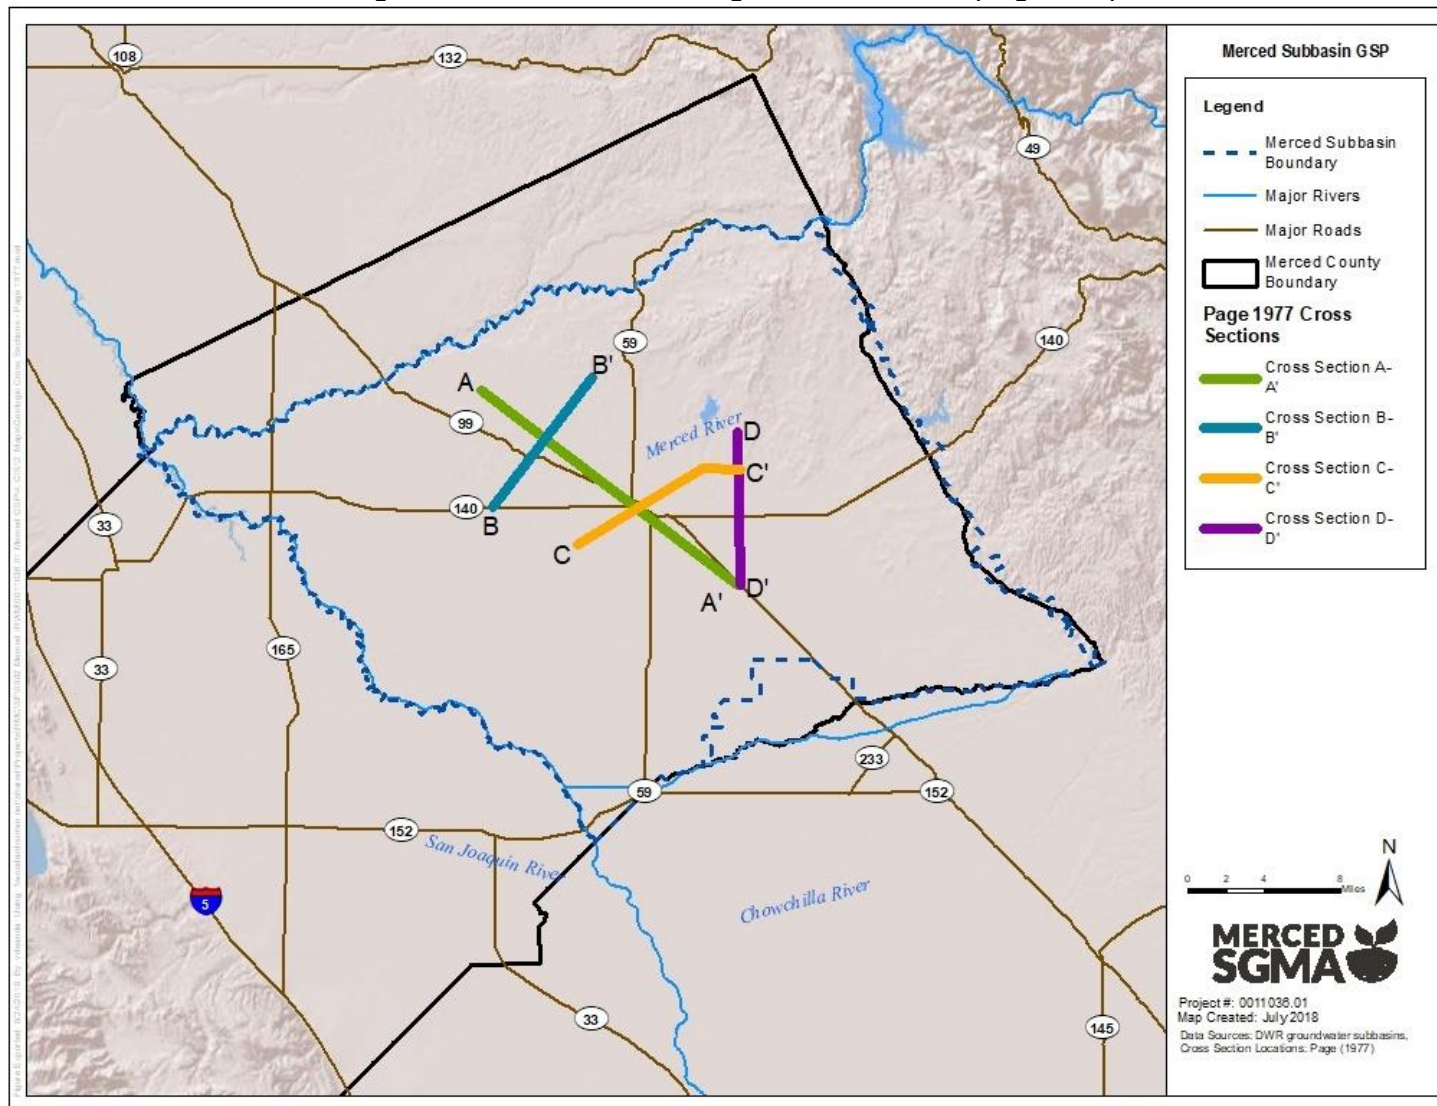 Merced Subbasin GSP
Legend
Merced Subbasin
Boundary
Major Rivers
Major Roads
Merced County
Boundary
Page 1977 Cross
Sections
Cross Section A-
A'
Cross Section B-
B'
Cross Section C-
C'
Cross Section D-
D'
108
132
49
59
140
A
B'
99
Merced River
D
C'
140
B
33
C
A'
D'
165
33
233
59
152
152
San Joaquin River
5
Chowchilla River
33
145
N
0 2 4 8
Miles
MERCED
SGMA
Project #: 0011036.01
Map Created: July 2018
Data Sources: DWR groundwater subbasins,
Cross Section Locations: Page (1977)